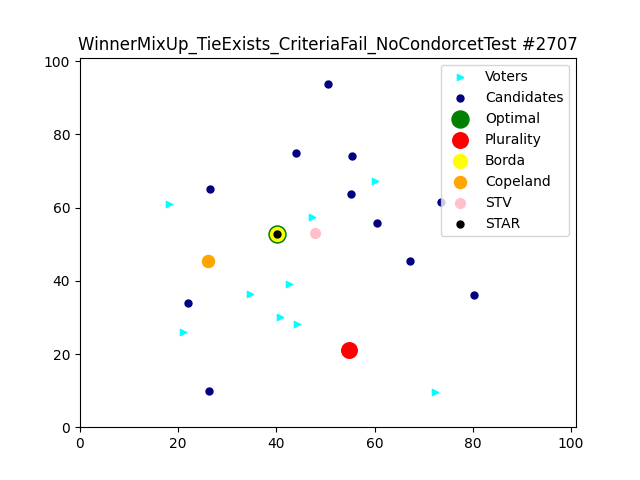 WinnerMixUp_TieExists_CriteriaFail_NoCondorcetTest #2707
100
80
60
40
20
0
0 20 40 60 80 100
Voters
Candidates
Optimal
Plurality
Borda
Copeland
STV
STAR